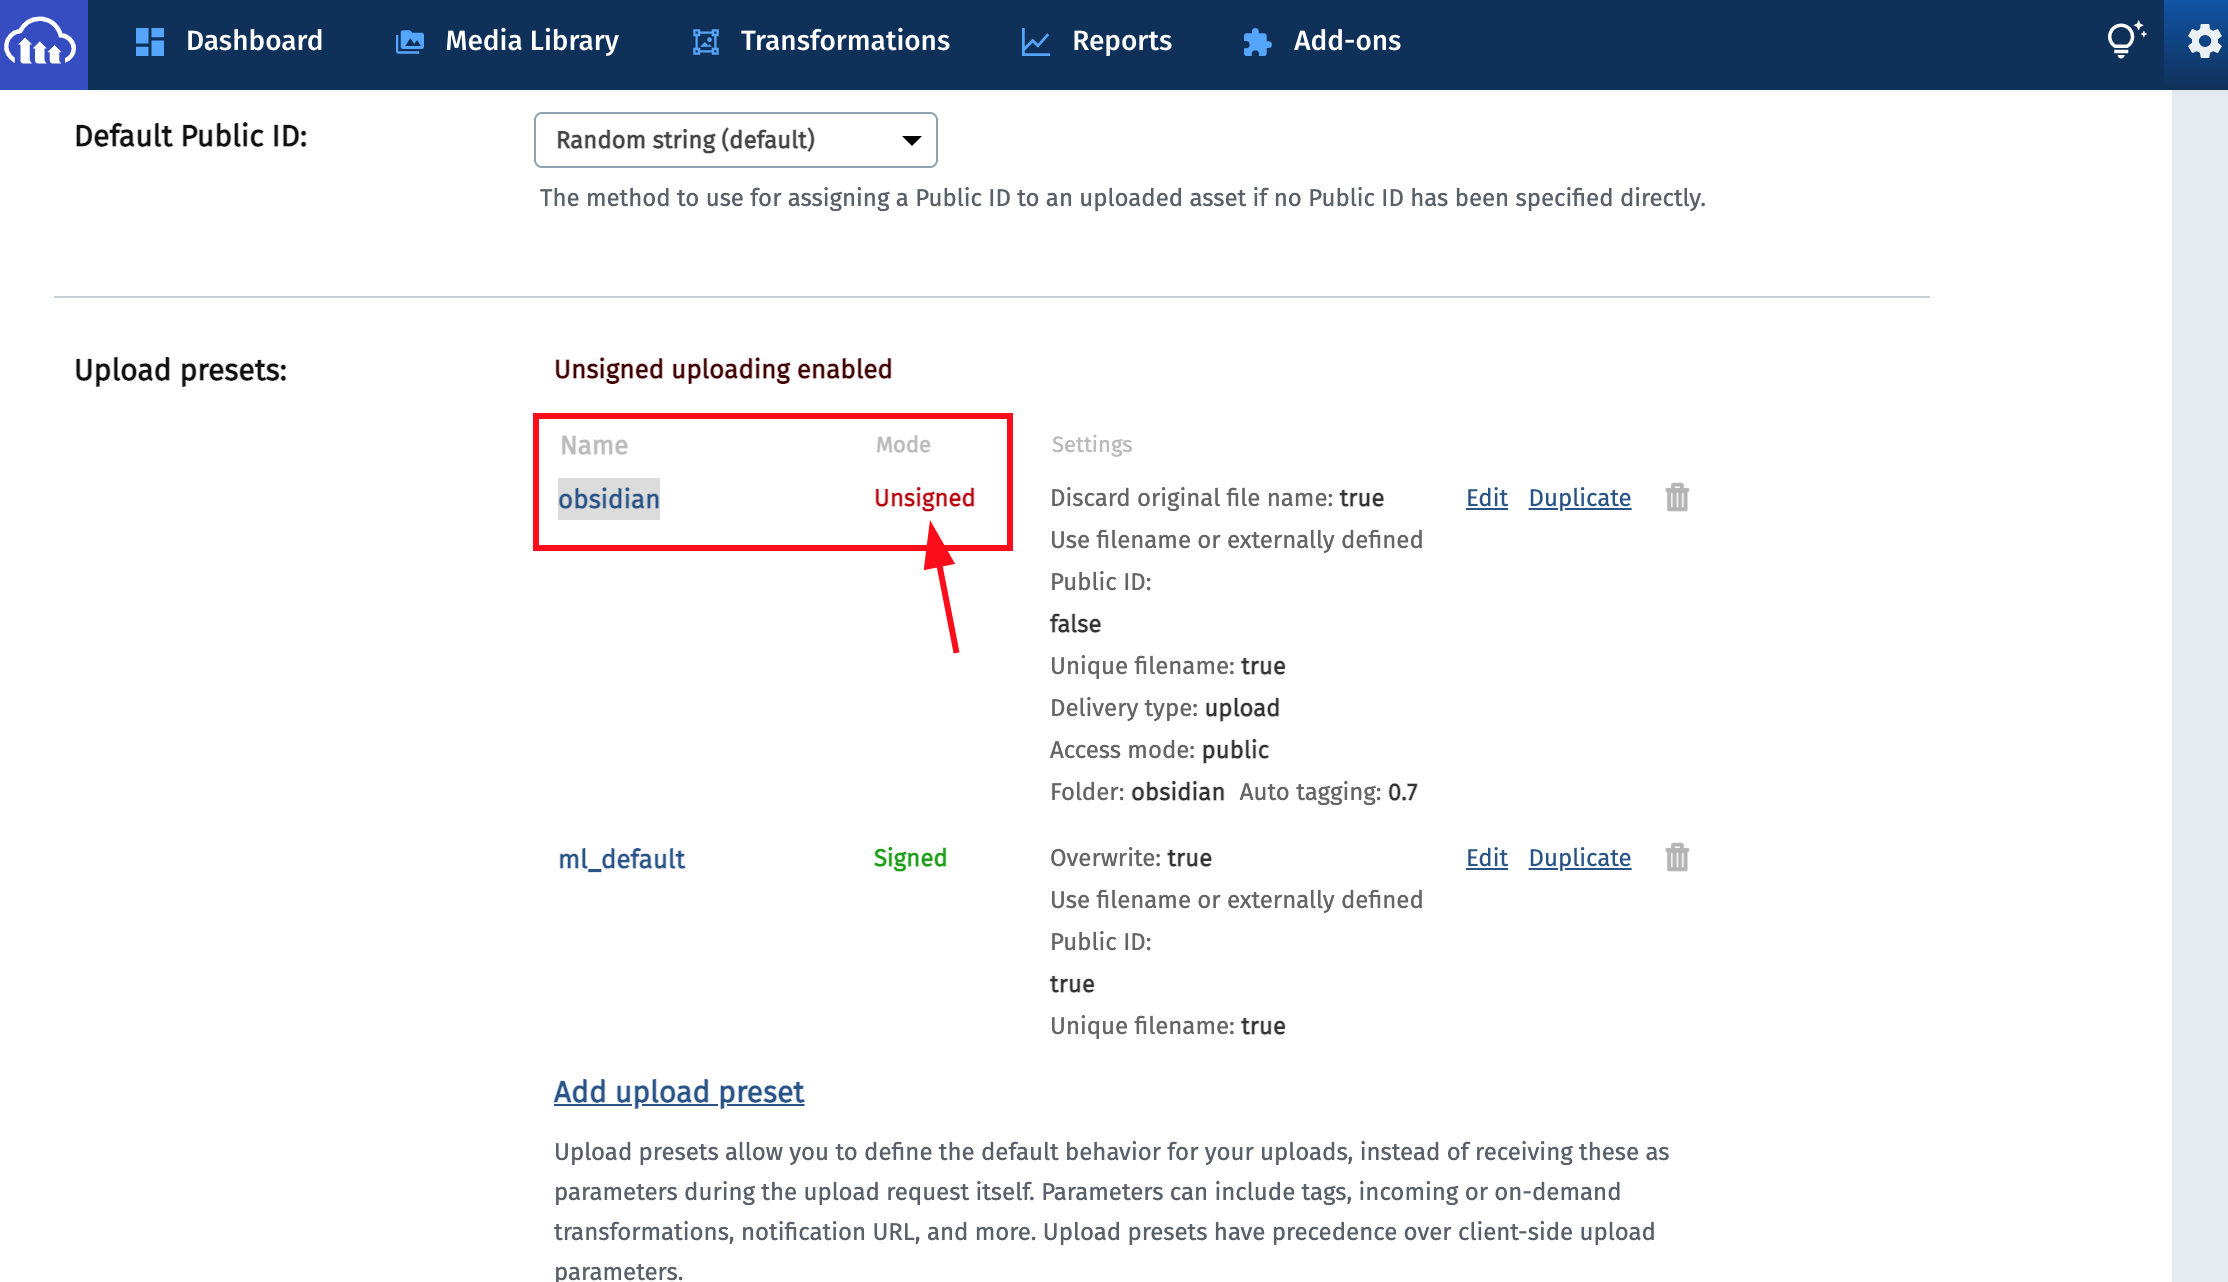 Dashboard Media Library Transformations Reports Add-ons
Default Public ID: Random string (default)
The method to use for assigning a Public ID to an uploaded asset if no Public ID has been specified directly.
Upload presets: Unsigned uploading enabled
Name Mode Settings
obsidian Unsigned Discard original file name: true Edit Duplicate
Use filename or externally defined
Public ID:
false
Unique filename: true
Delivery type: upload
Access mode: public
Folder: obsidian Auto tagging: 0.7
ml_default Signed Overwrite: true Edit Duplicate
Use filename or externally defined
Public ID:
true
Unique filename: true
Add upload preset
Upload presets allow you to define the default behavior for your uploads, instead of receiving these as
parameters during the upload request itself. Parameters can include tags, incoming or on-demand
transformations, notification URL, and more. Upload presets have precedence over client-side upload
parameters.